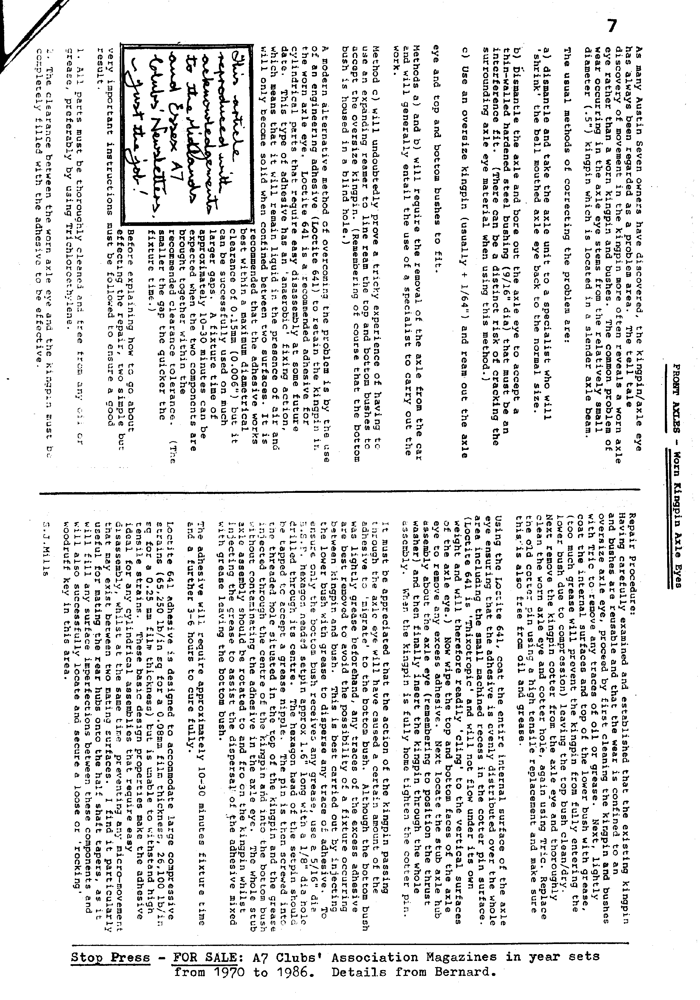 7
FRONT AXLES - Worn Kingpin Axle Eyes
As many Austin Seven owners have discovered, the kingpin/axle eye
has always been regarded as a problem area. The tell tale
discovery of movement in the kingpin more often reveals a worn axle
eye rather than a worn kingpin and bushes. The common problem of
wear occurring in the axle eye stems from the relatively small
diameter (.5") kingpin which is located in a slender axle beam.
The usual methods of correcting the problem are:
a) dismantle and take the axle unit to a specialist who will
'shrink' the bell mouthed axle eye back to the normal size.
b) Dismantle the axle and bore out the axle eye to accept a
thin-walled hardened steel bushing (9/16" dia) that must be an
interference fit. (There can be a distinct risk of cracking the
surrounding axle eye material when using this method.)
c) Use an oversize kingpin (usually + 1/64") and ream out the axle
eye and top and bottom bushes to fit.
Methods a) and b) will require the removal of the axle from the car
and will generally entail the use of a specialist to carry out the
work.
Method c) will undoubtedly prove a tricky experience of having to
use an expanding reamer to line ream the top and bottom bushes to
accept the oversize kingpin. (Remembering of course that the bottom
bush is housed in a blind hole.)
A modern alternative method of overcoming the problem is by the use
of an engineering adhesive (Loctite 641) to retain the kingpin in
the worn axle eye. Loctite 641 is a recommended adhesive for
cylindrical parts that require easy disassembly at some future
date. This type of adhesive has an 'anaerobic' fixing action,
which means that it will remain liquid in the presence of air and
will only become solid when confined between two surfaces. It is
recommended that the adhesive works
best within a maximum diametrical
clearance of 0.15mm (0.006") but it
can be successfully used on much
larger gaps. A fixture time of
approximately 10-30 minutes can be
expected when the two components are
brought together within the
recommended clearance tolerance. (The
smaller the gap the quicker the
fixture time.)
This article
reproduced with
acknowledgements
to the Midlands
and Essex A7
Clubs' Newsletters.
~ Just the job!
Before explaining how to go about
effecting the repair, two simple but
very important instructions must be followed to ensure a good
result.
1. All parts must be thoroughly cleaned and free from any oil or
grease, preferably by using Trichloroethylene.
2. The clearance between the worn axle eye and the kingpin must be
completely filled with the adhesive to be effective.
Repair Procedure:
Having carefully examined and established that the existing kingpin
and bushes are reusable and that the wear is confined to an
oversize axle eye, proceed by first cleaning the kingpin and bushes
with Tric to remove any traces of oil or grease. Next, lightly
coat the internal surfaces and top of the lower bush with grease,
(too much grease will prevent the kingpin from fully entering the
lower bush due to compression) leaving the top bush clean/dry.
Next remove the kingpin cotter from the axle eye and thoroughly
clean the worn axle eye and cotter hole, again using Tric. Replace
the old cotter pin using a high tensile replacement and make sure
this is also free from oil and grease.
Using the Loctite 641, coat the entire internal surface of the axle
eye ensuring that the adhesive is evenly distributed over the whole
area including the small machined recess in the cotter pin surface.
(Loctite 641 is 'Thixotropic' and will not flow under its own
weight and will therefore readily 'cling' to the vertical surfaces
of the axle eye.) Now wipe the top and bottom faces of the axle
eye to remove any excess adhesive. Next locate the stub axle hub
assembly about the axle eye (remembering to position the thrust
washer) and then finally insert the kingpin through the whole
assembly. When the kingpin is fully home tighten the cotter pin.
It must be appreciated that the action of the kingpin passing
through the axle eye will have caused a certain amount of the
adhesive to 'migrate' to the bottom bush. Although the bottom bush
was lightly grease beforehand, any traces of the excess adhesive
are best removed to avoid the possibility of a fixture occurring
between kingpin and bush. This is best carried out by injecting
the lower bush with grease to disperse any trace of adhesive. To
ensure only the bottom bush receives any grease, use a 5/16" dia
B.S.F. hexagon headed setpin approx 1.6" long with a 1/8" dia hole
drilled through its centre. The hexagon head of the setpin should
be tapped to accept a grease nipple. The pin is then screwed into
the threaded hole situated in the top of the kingpin and the grease
injected through the centre of the kingpin and into the bottom bush
without contaminating the adhesive in the axle eye. The whole stub
axle assembly should be rotated to and fro on the kingpin whilst
injecting the grease to assist the dispersal of the adhesive mixed
with grease leaving the bottom bush.
The adhesive will require approximately 10-30 minutes fixture time
and a further 3-6 hours to cure fully.
Loctite 641 adhesive is designed to accommodate large compressive
strains (65,250 lb/in sq for a 0.08mm film thickness, 26,100 lb/in
sq for a 0.25 mm film thickness) but is unable to withstand high
tensile strains. These basic design properties make the adhesive
ideal for any cylindrical assemblies that require easy
disassembly, whilst at the same time preventing any micro-movement
that may exist between two mating surfaces. I find it particularly
useful for mating the rear hubs onto the half shaft tapers, as it
will fill any surface imperfections between these components and
will also successfully locate and secure a loose or 'rocking'
woodruff key in this area.
S.J.Mills
Stop Press - FOR SALE: A7 Clubs' Association Magazines in year sets
from 1970 to 1986. Details from Bernard.